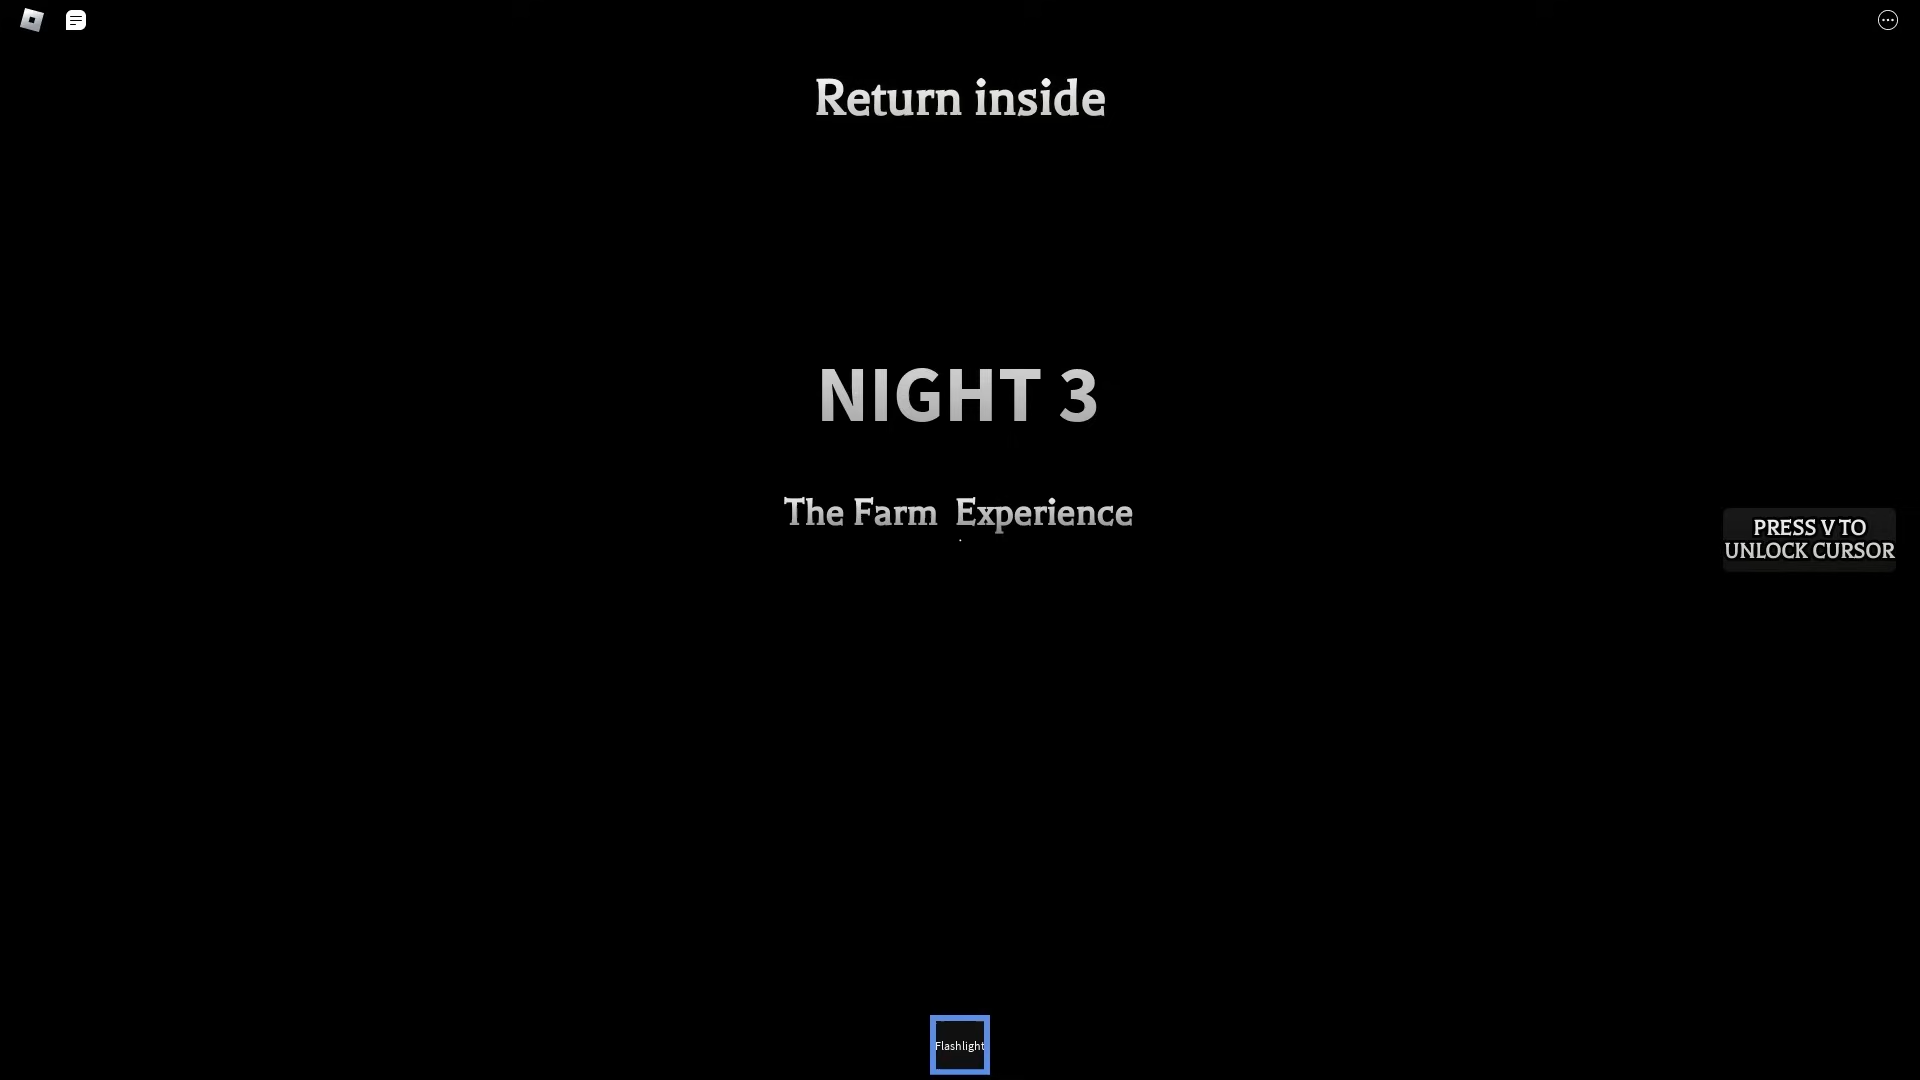 Return inside
NIGHT 3
The Farm  Experience
PRESS V TO
UNLOCK CURSOR
Flashlight